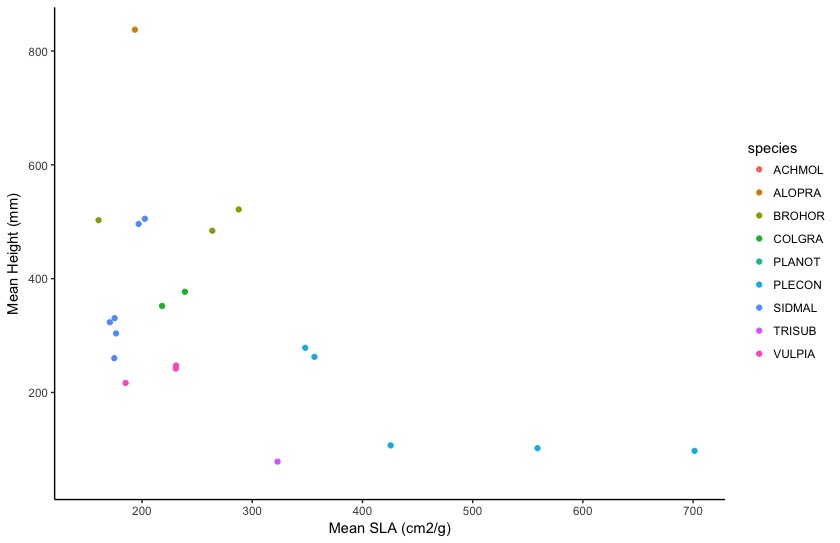 800
600
400
200
Mean Height (mm)
200 300 400 500 600 700
Mean SLA (cm2/g)
species
ACHMOL
ALOPRA
BROHOR
COLGRA
PLANOT
PLECON
SIDMAL
TRISUB
VULPIA